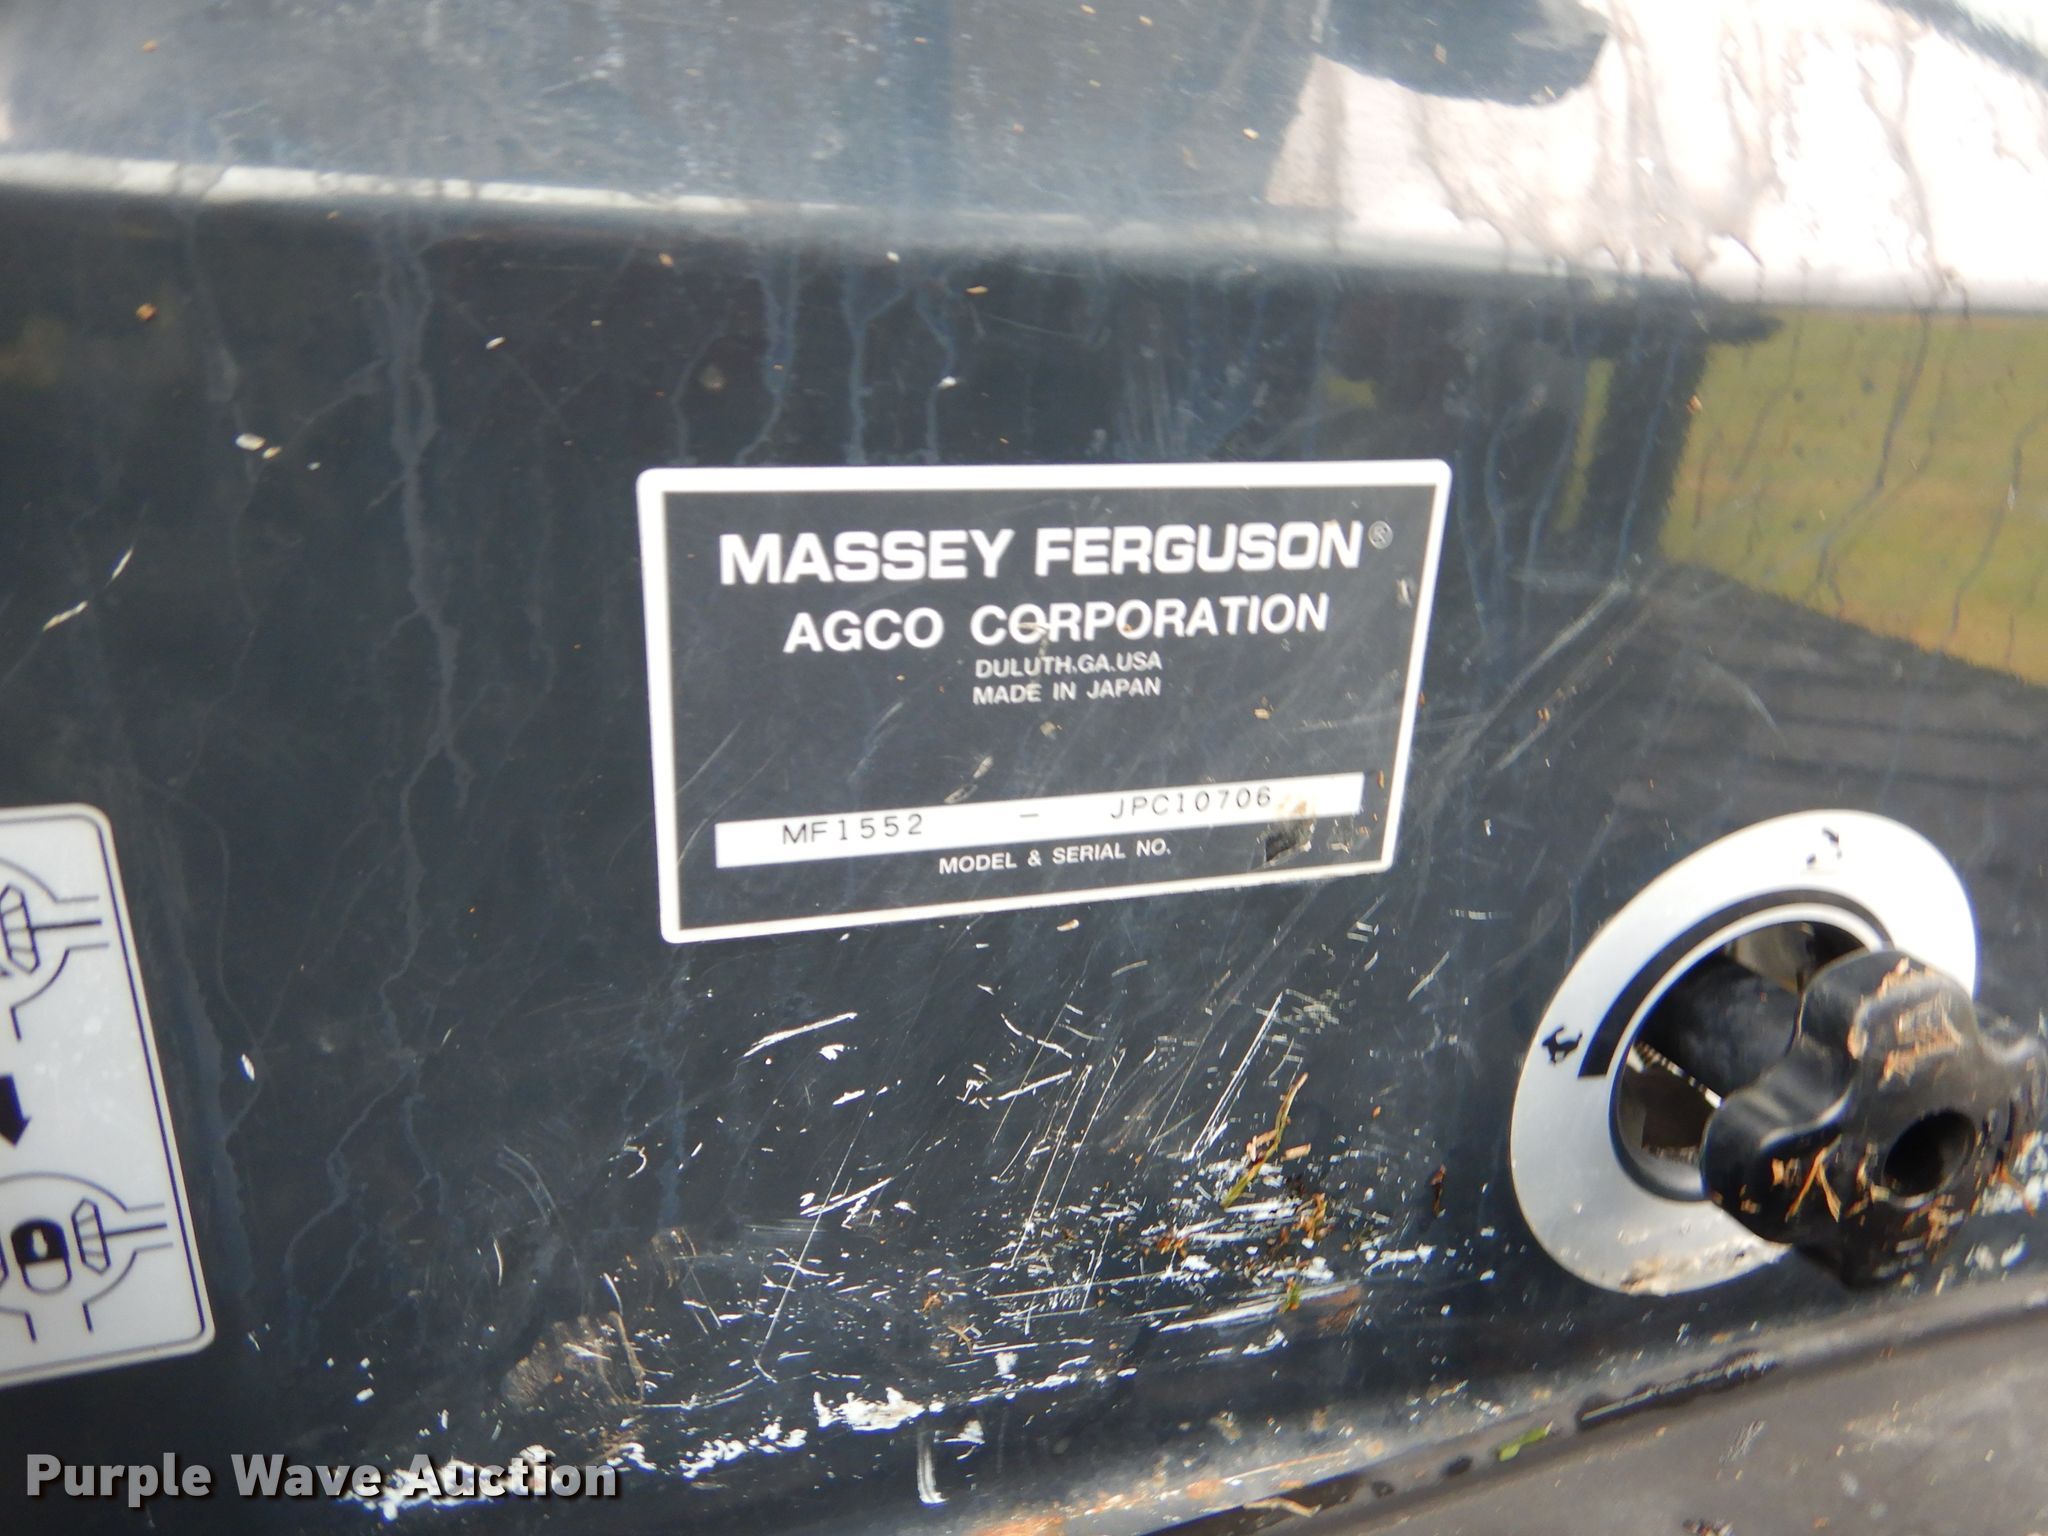 MASSEY FERGUSON®
AGCO CORPORATION
DULUTH.GA.USA
MADE IN JAPAN
MF1552 — JPC10706
MODEL & SERIAL NO.
Purple Wave Auction